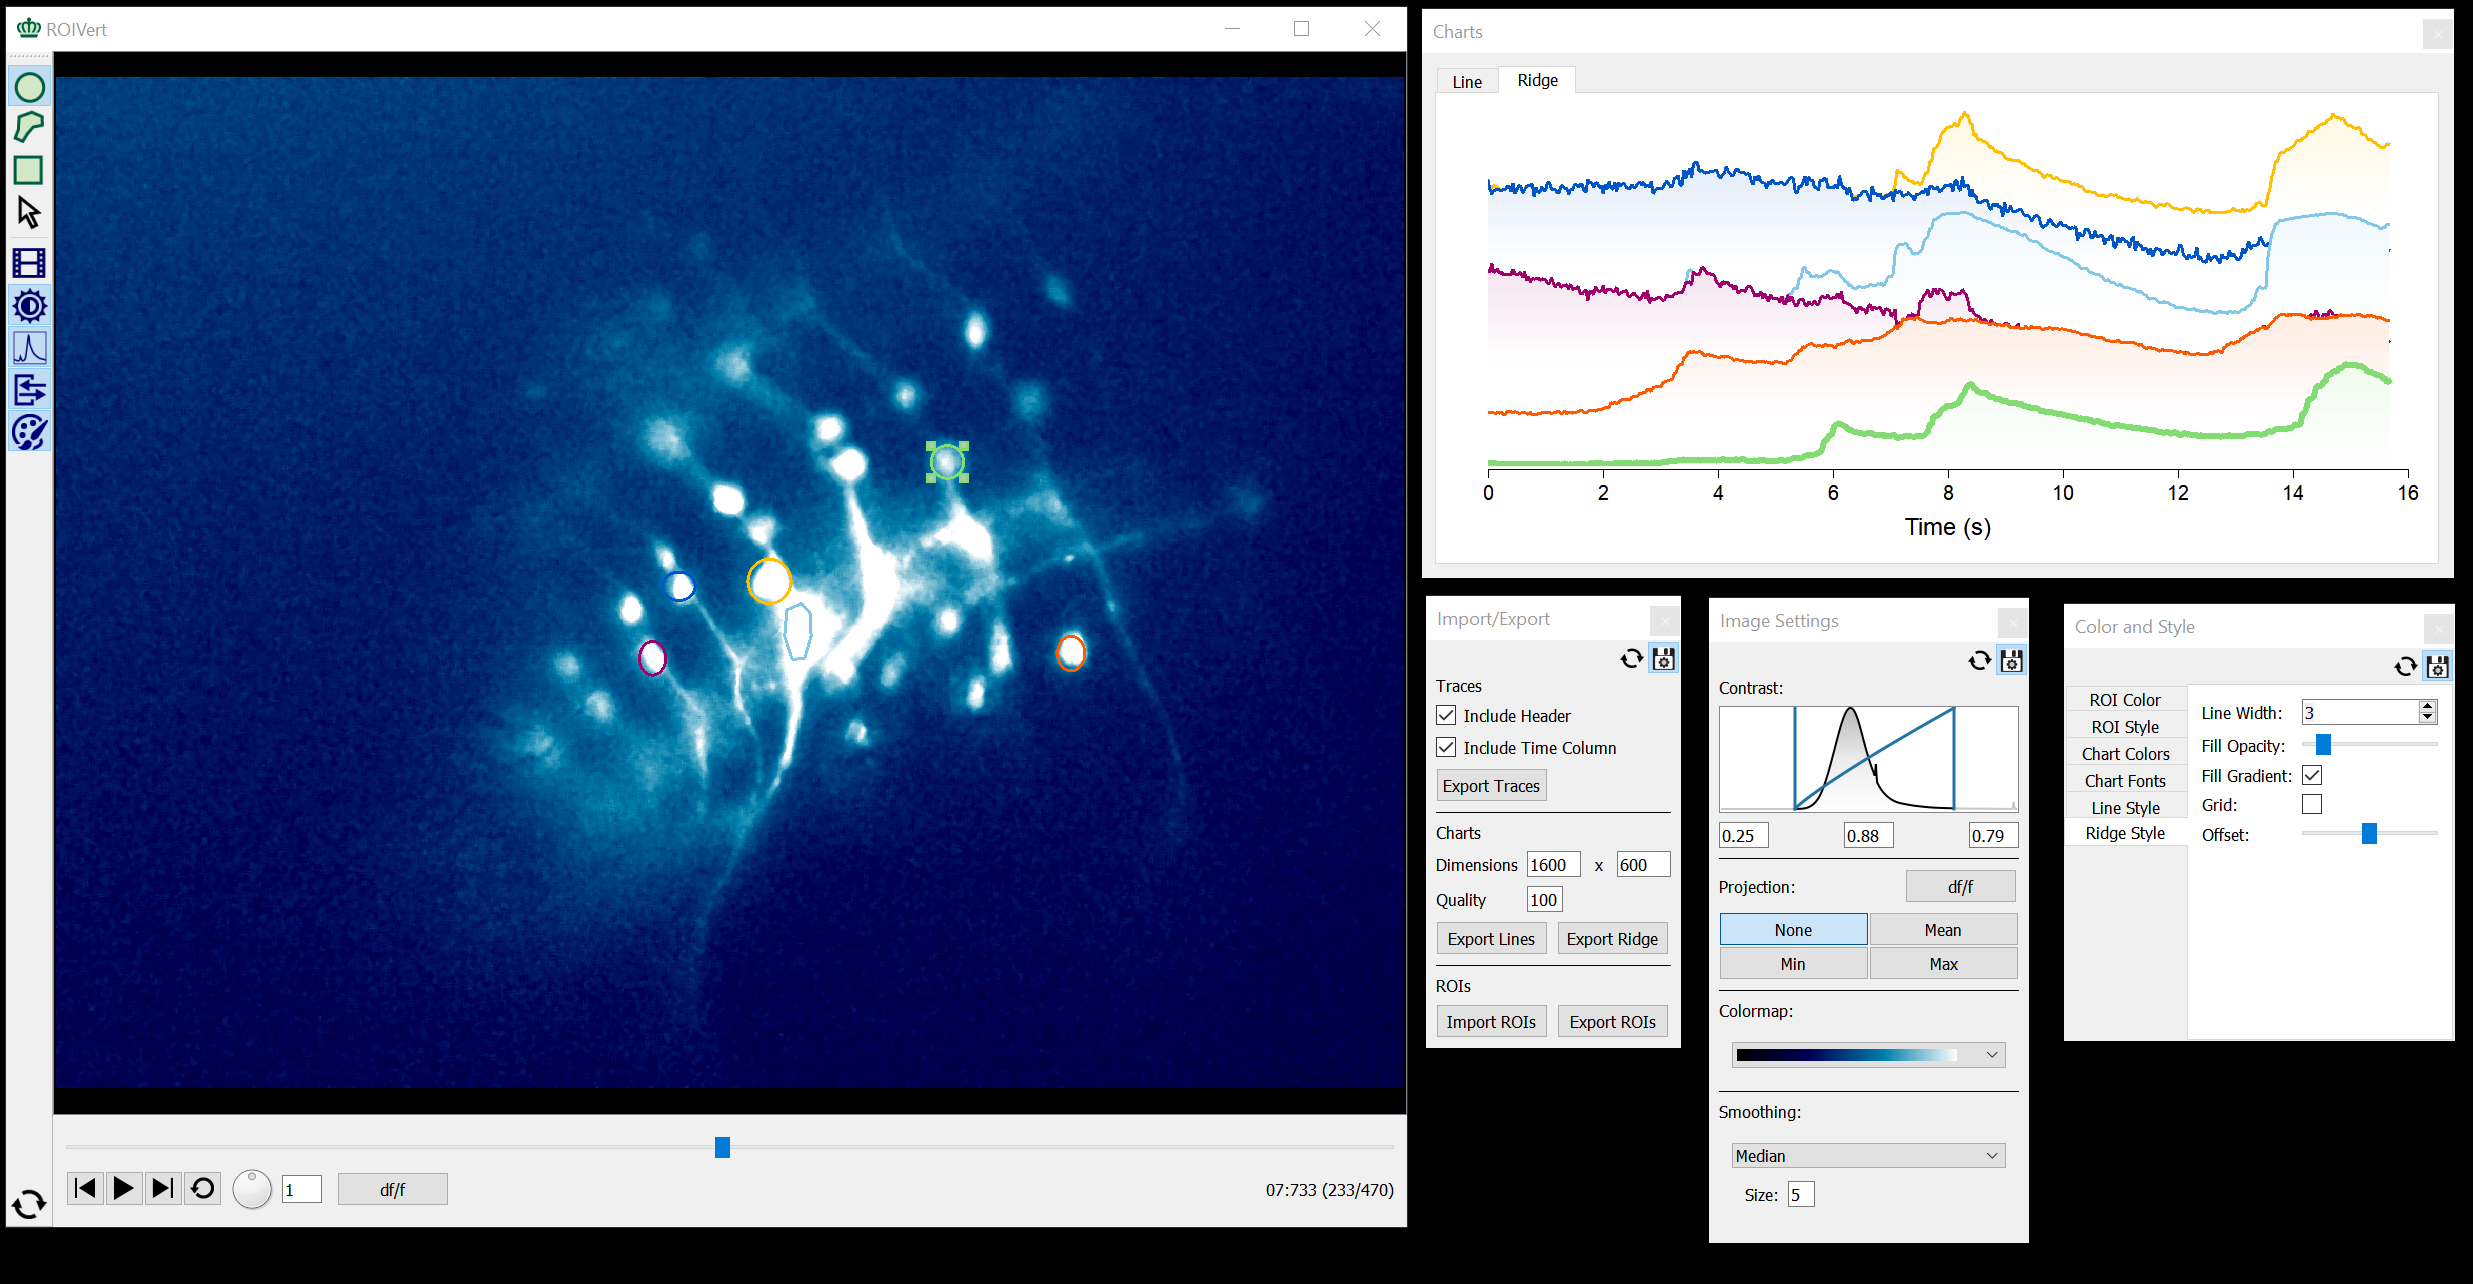 ROIVert
07:733 (233/470)
1
df/f
Charts
Line
Ridge
0 2 4 6 8 10 12 14 16
Time (s)
Import/Export
Traces
Include Header
Include Time Column
Export Traces
Charts
Dimensions 1600 x 600
Quality 100
Export Lines Export Ridge
ROIs
Import ROIs Export ROIs
Image Settings
Contrast:
0.25 0.88 0.79
Projection: df/f
None Mean
Min Max
Colormap:
Smoothing:
Median
Size: 5
Color and Style
ROI Color
ROI Style
Chart Colors
Chart Fonts
Line Style
Ridge Style
Line Width: 3
Fill Opacity:
Fill Gradient:
Grid:
Offset: